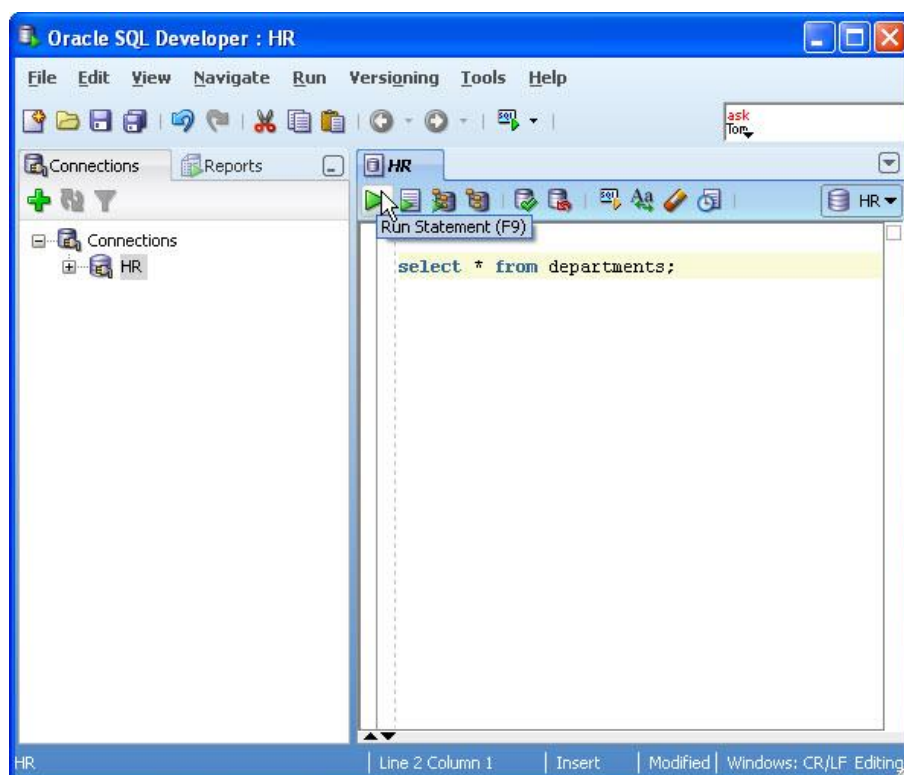 Oracle SQL Developer : HR
File Edit View Navigate Run Versioning Tools Help
ask
Tom
Connections Reports HR
HR
Run Statement (F9)
Connections
HR
select * from departments;
HR Line 2 Column 1 Insert Modified Windows: CR/LF Editing